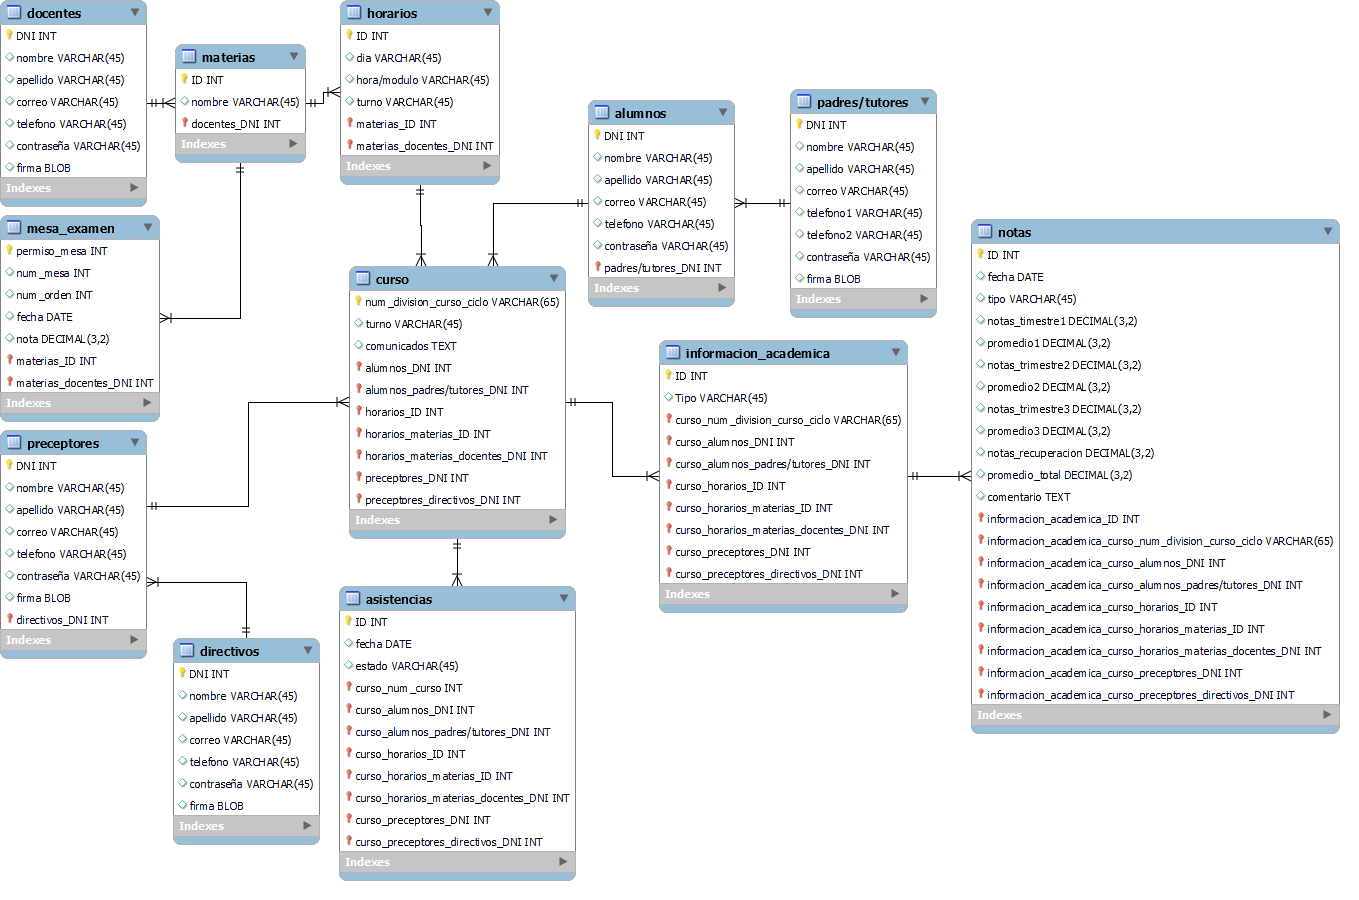 docentes
DNI INT
nombre VARCHAR(45)
apellido VARCHAR(45)
correo VARCHAR(45)
telefono VARCHAR(45)
contraseña VARCHAR(45)
firma BLOB
Indexes
materias
ID INT
nombre VARCHAR(45)
docentes_DNI INT
Indexes
horarios
ID INT
dia VARCHAR(45)
hora/modulo VARCHAR(45)
turno VARCHAR(45)
materias_ID INT
materias_docentes_DNI INT
Indexes
alumnos
DNI INT
nombre VARCHAR(45)
apellido VARCHAR(45)
correo VARCHAR(45)
telefono VARCHAR(45)
contraseña VARCHAR(45)
padres/tutores_DNI INT
Indexes
padres/tutores
DNI INT
nombre VARCHAR(45)
apellido VARCHAR(45)
correo VARCHAR(45)
telefono1 VARCHAR(45)
telefono2 VARCHAR(45)
contraseña VARCHAR(45)
firma BLOB
Indexes
mesa_examen
permiso_mesa INT
num_mesa INT
num_orden INT
fecha DATE
nota DECIMAL(3,2)
materias_ID INT
materias_docentes_DNI INT
Indexes
curso
num_division_curso_ciclo VARCHAR(65)
turno VARCHAR(45)
comunicados TEXT
alumnos_DNI INT
alumnos_padres/tutores_DNI INT
horarios_ID INT
horarios_materias_ID INT
horarios_materias_docentes_DNI INT
preceptores_DNI INT
preceptores_directivos_DNI INT
Indexes
informacion_academica
ID INT
Tipo VARCHAR(45)
curso_num_division_curso_ciclo VARCHAR(65)
curso_alumnos_DNI INT
curso_alumnos_padres/tutores_DNI INT
curso_horarios_ID INT
curso_horarios_materias_ID INT
curso_horarios_materias_docentes_DNI INT
curso_preceptores_DNI INT
curso_preceptores_directivos_DNI INT
Indexes
notas
ID INT
fecha DATE
tipo VARCHAR(45)
notas_timestre1 DECIMAL(3,2)
promedio1 DECIMAL(3,2)
notas_trimestre2 DECIMAL(3,2)
promedio2 DECIMAL(3,2)
notas_trimestre3 DECIMAL(3,2)
promedio3 DECIMAL(3,2)
notas_recuperacion DECIMAL(3,2)
promedio_total DECIMAL(3,2)
comentario TEXT
informacion_academica_ID INT
informacion_academica_curso_num_division_curso_ciclo VARCHAR(65)
informacion_academica_curso_alumnos_DNI INT
informacion_academica_curso_alumnos_padres/tutores_DNI INT
informacion_academica_curso_horarios_ID INT
informacion_academica_curso_horarios_materias_ID INT
informacion_academica_curso_horarios_materias_docentes_DNI INT
informacion_academica_curso_preceptores_DNI INT
informacion_academica_curso_preceptores_directivos_DNI INT
Indexes
preceptores
DNI INT
nombre VARCHAR(45)
apellido VARCHAR(45)
correo VARCHAR(45)
telefono VARCHAR(45)
contraseña VARCHAR(45)
firma BLOB
directivos_DNI INT
Indexes
directivos
DNI INT
nombre VARCHAR(45)
apellido VARCHAR(45)
correo VARCHAR(45)
telefono VARCHAR(45)
contraseña VARCHAR(45)
firma BLOB
Indexes
asistencias
ID INT
fecha DATE
estado VARCHAR(45)
curso_num_curso INT
curso_alumnos_DNI INT
curso_alumnos_padres/tutores_DNI INT
curso_horarios_ID INT
curso_horarios_materias_ID INT
curso_horarios_materias_docentes_DNI INT
curso_preceptores_DNI INT
curso_preceptores_directivos_DNI INT
Indexes